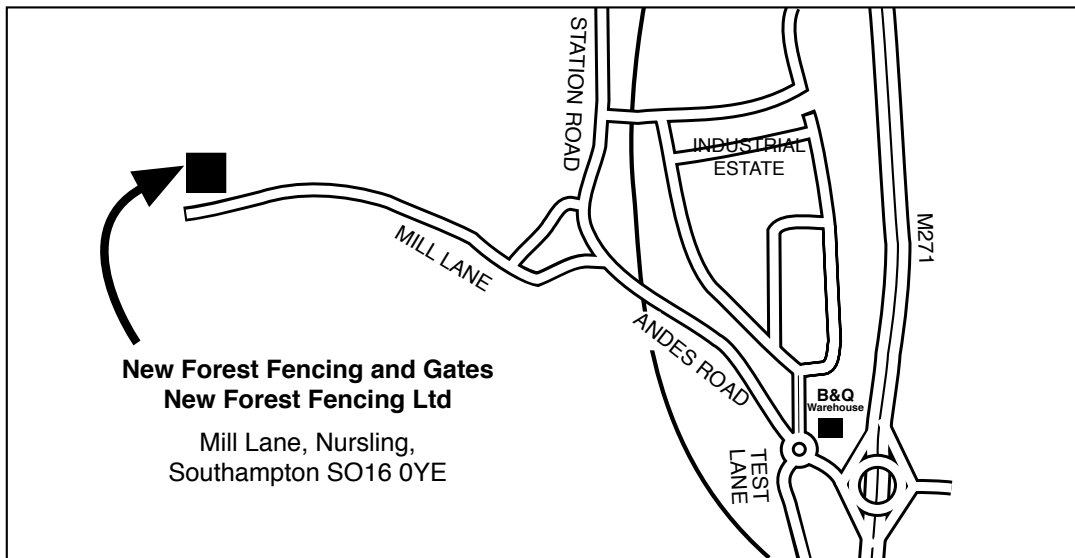 STATION ROAD
INDUSTRIAL
ESTATE
MILL LANE
M271
ANDES ROAD
New Forest Fencing and Gates
New Forest Fencing Ltd
Mill Lane, Nursling,
Southampton SO16 0YE
B&Q
Warehouse
TEST
LANE